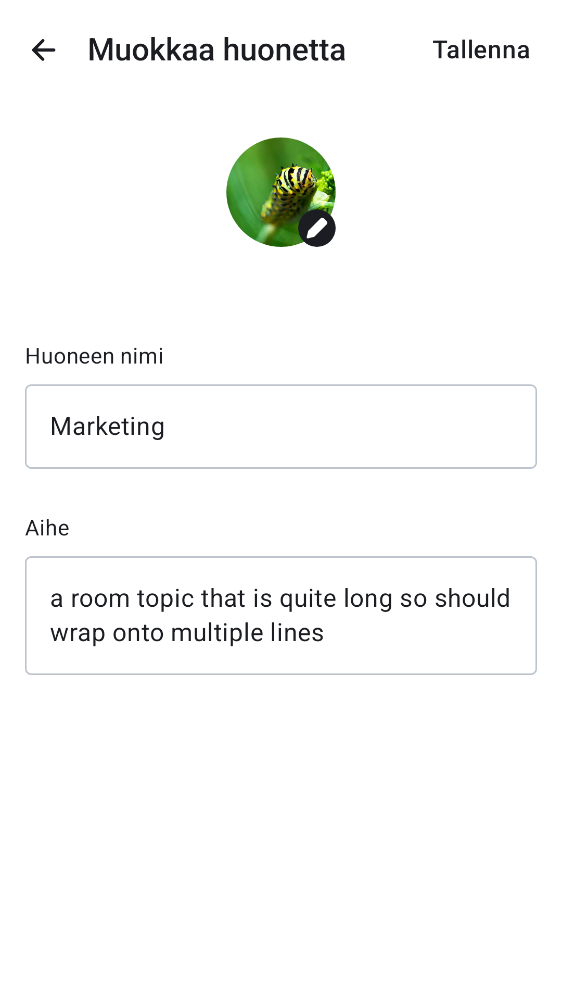 Muokkaa huonetta
Tallenna
Huoneen nimi
Marketing
Aihe
a room topic that is quite long so should
wrap onto multiple lines